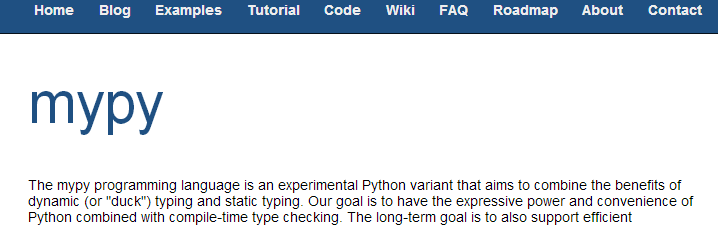 Home Blog Examples Tutorial Code Wiki FAQ Roadmap About Contact
mypy
The mypy programming language is an experimental Python variant that aims to combine the benefits of
dynamic (or "duck") typing and static typing. Our goal is to have the expressive power and convenience of
Python combined with compile-time type checking. The long-term goal is to also support efficient